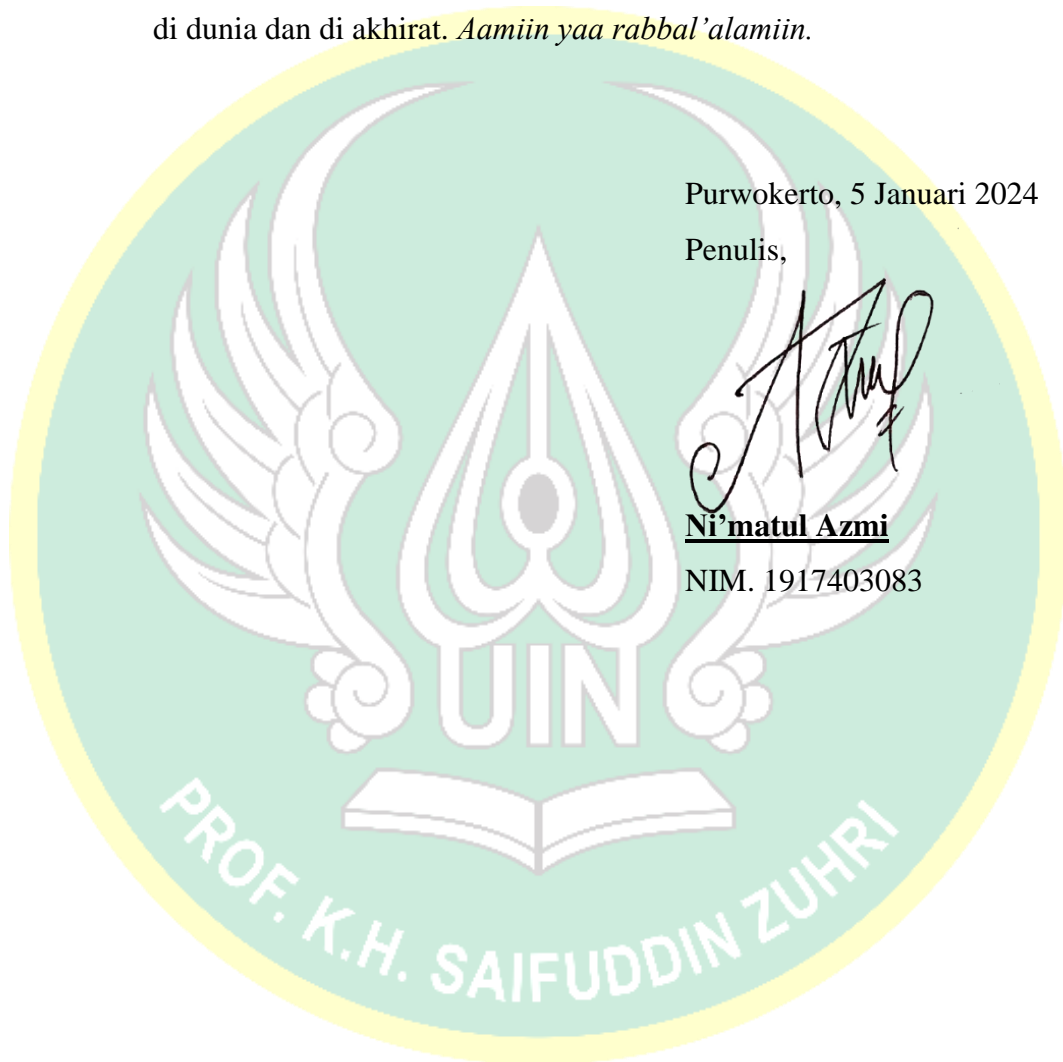 di dunia dan di akhirat. Aamiin yaa rabbal’alamiin.
Purwokerto, 5 Januari 2024
Penulis,
Ni’matul Azmi
NIM. 1917403083
UIN
PROF. K.H. SAIFUDDIN ZUHRI